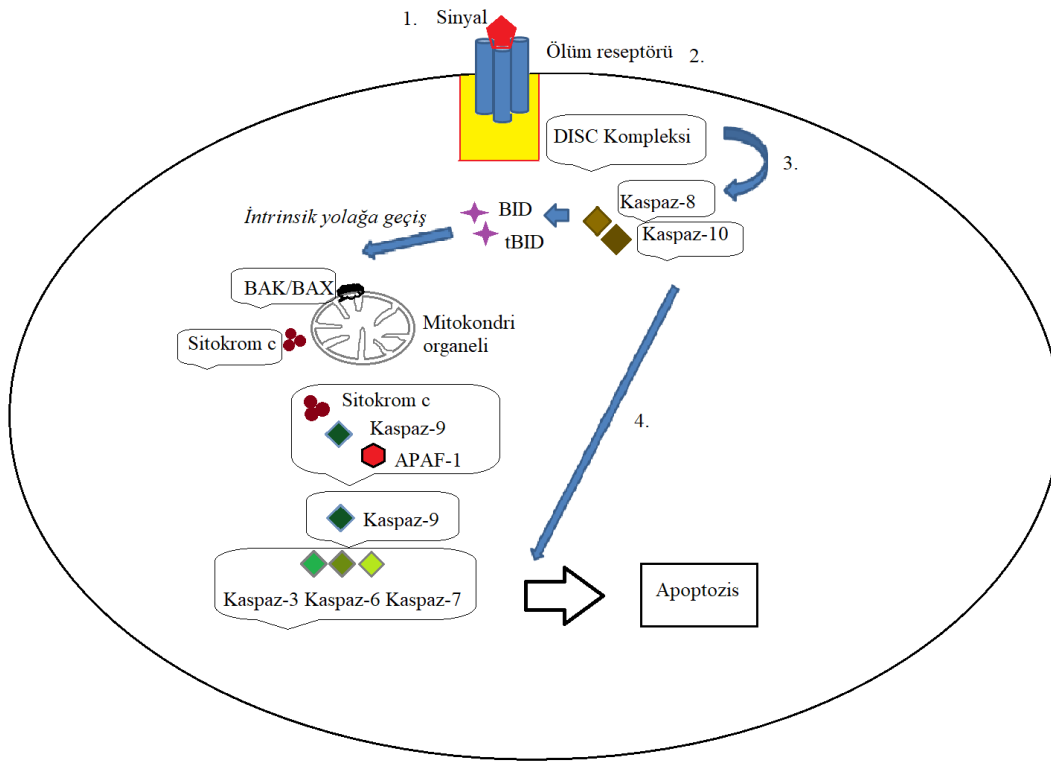 1. Sinyal
Ölüm reseptörü 2.
DISC Kompleksi
3.
Kaspaz-8
Kaspaz-10
BID
tBID
İntrinsik yolağa geçiş
BAK/BAX
Mitokondri
organeli
Sitokrom c
4.
Sitokrom c
Kaspaz-9
APAF-1
Kaspaz-9
Kaspaz-3 Kaspaz-6 Kaspaz-7
Apoptozis